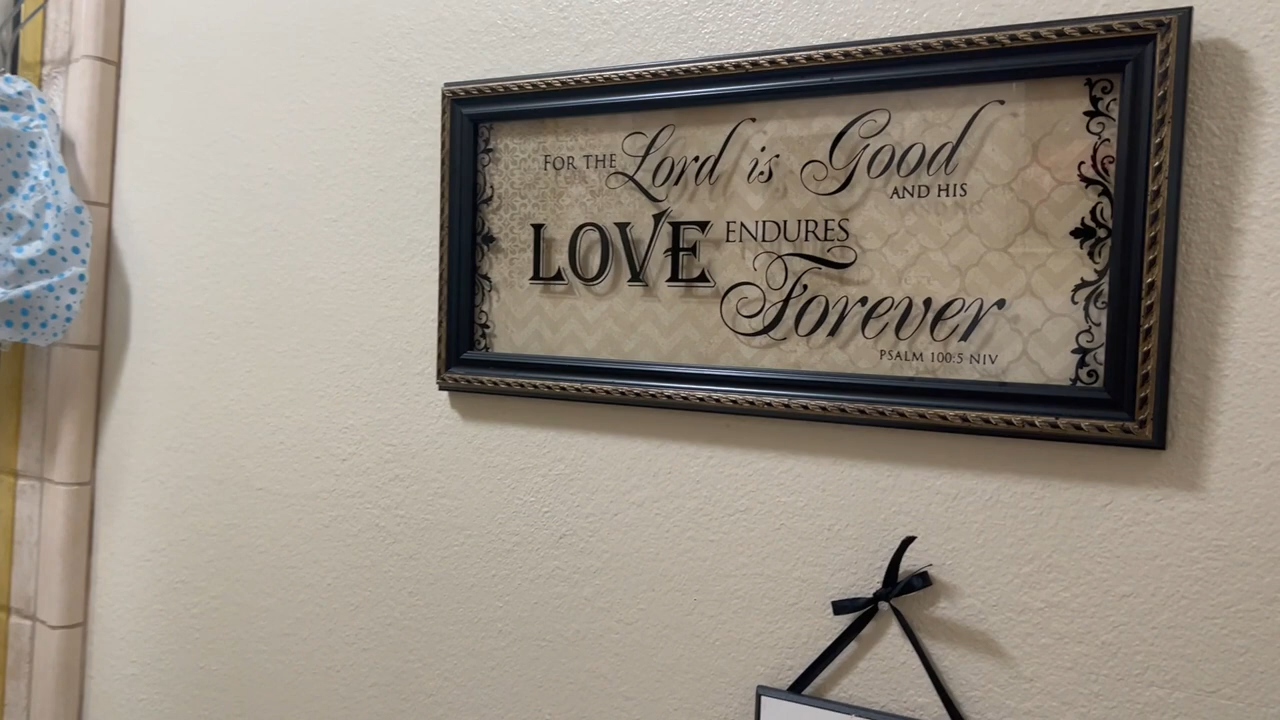 FOR THE Lord is Good
AND HIS
LOVE ENDURES
Forever
PSALM 100:5 NIV